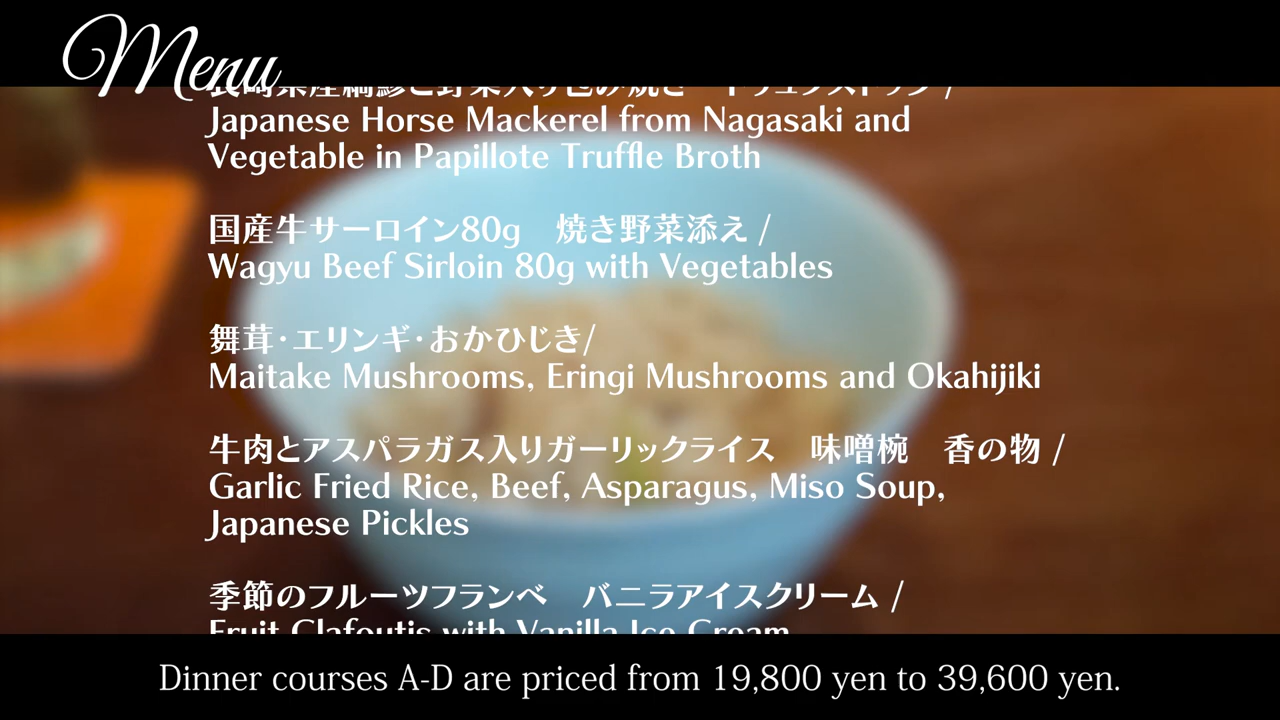 Menu
Japanese Horse Mackerel from Nagasaki and
Vegetable in Papillote Truffle Broth
国産牛サーロイン80g　焼き野菜添え /
Wagyu Beef Sirloin 80g with Vegetables
舞茸・エリンギ・おかひじき/
Maitake Mushrooms, Eringi Mushrooms and Okahijiki
牛肉とアスパラガス入りガーリックライス　味噌椀　香の物 /
Garlic Fried Rice, Beef, Asparagus, Miso Soup,
Japanese Pickles
季節のフルーツフランベ　バニラアイスクリーム /
Fruit Clafoutis with Vanilla Ice Cream
Dinner courses A-D are priced from 19,800 yen to 39,600 yen.